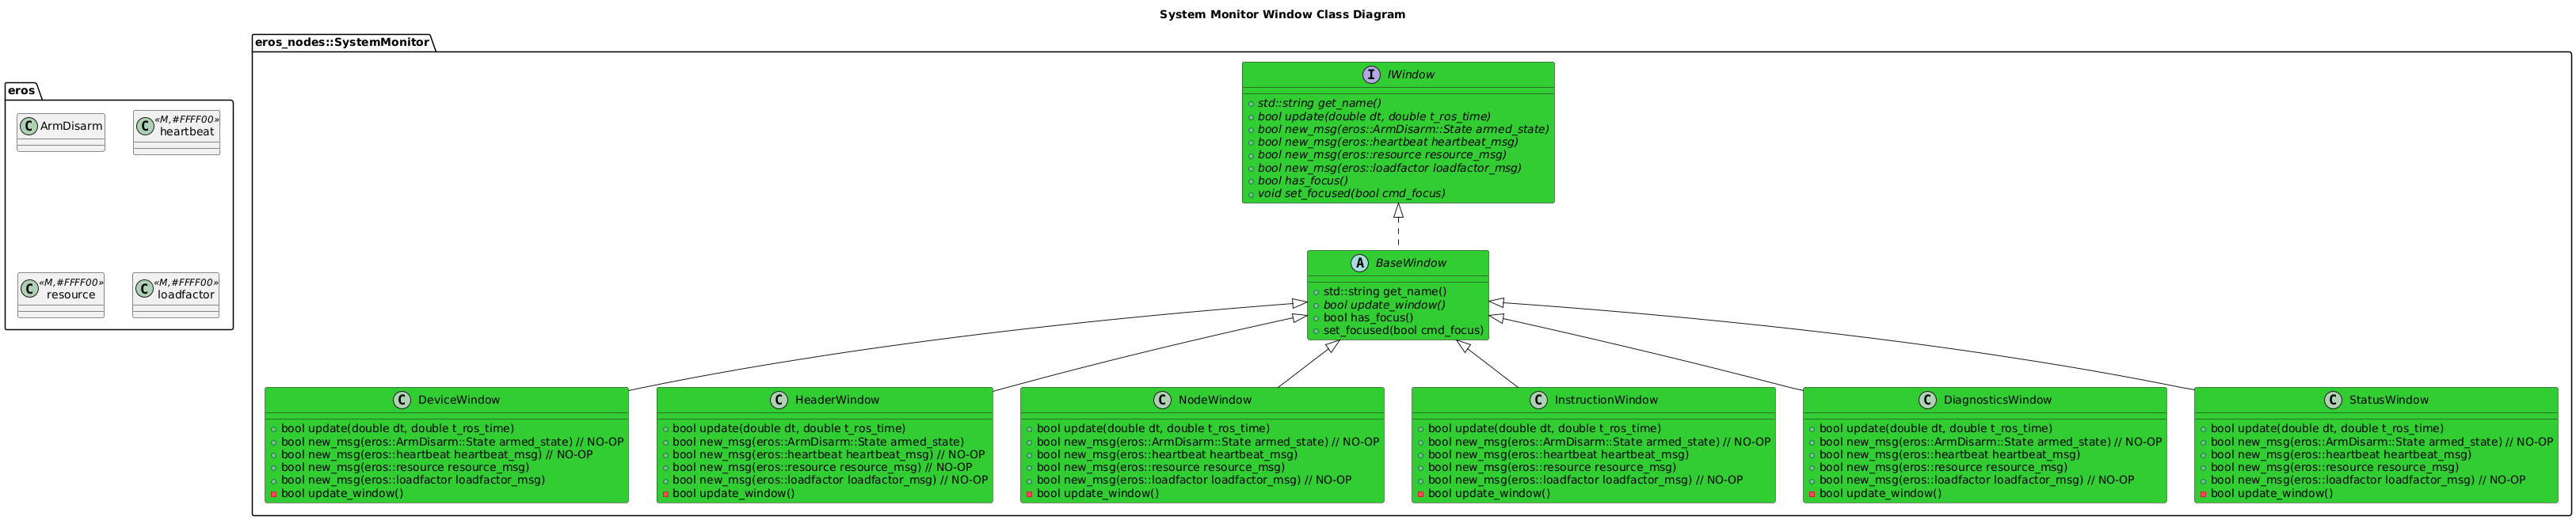 System Monitor Window Class Diagram
eros
C ArmDisarm
C «M,#FFFF00»
heartbeat
C «M,#FFFF00»
resource
C «M,#FFFF00»
loadfactor
eros_nodes::SystemMonitor
I IWindow
std::string get_name()
bool update(double dt, double t_ros_time)
bool new_msg(eros::ArmDisarm::State armed_state)
bool new_msg(eros::heartbeat heartbeat_msg)
bool new_msg(eros::resource resource_msg)
bool new_msg(eros::loadfactor loadfactor_msg)
bool has_focus()
void set_focused(bool cmd_focus)
A BaseWindow
std::string get_name()
bool update_window()
bool has_focus()
set_focused(bool cmd_focus)
C DeviceWindow
bool update(double dt, double t_ros_time)
bool new_msg(eros::ArmDisarm::State armed_state) // NO-OP
bool new_msg(eros::heartbeat heartbeat_msg) // NO-OP
bool new_msg(eros::resource resource_msg)
bool new_msg(eros::loadfactor loadfactor_msg)
bool update_window()
C HeaderWindow
bool update(double dt, double t_ros_time)
bool new_msg(eros::ArmDisarm::State armed_state)
bool new_msg(eros::heartbeat heartbeat_msg) // NO-OP
bool new_msg(eros::resource resource_msg) // NO-OP
bool new_msg(eros::loadfactor loadfactor_msg) // NO-OP
bool update_window()
C NodeWindow
bool update(double dt, double t_ros_time)
bool new_msg(eros::ArmDisarm::State armed_state) // NO-OP
bool new_msg(eros::heartbeat heartbeat_msg)
bool new_msg(eros::resource resource_msg)
bool new_msg(eros::loadfactor loadfactor_msg) // NO-OP
bool update_window()
C InstructionWindow
bool update(double dt, double t_ros_time)
bool new_msg(eros::ArmDisarm::State armed_state) // NO-OP
bool new_msg(eros::heartbeat heartbeat_msg)
bool new_msg(eros::resource resource_msg)
bool new_msg(eros::loadfactor loadfactor_msg) // NO-OP
bool update_window()
C DiagnosticsWindow
bool update(double dt, double t_ros_time)
bool new_msg(eros::ArmDisarm::State armed_state) // NO-OP
bool new_msg(eros::heartbeat heartbeat_msg)
bool new_msg(eros::resource resource_msg)
bool new_msg(eros::loadfactor loadfactor_msg) // NO-OP
bool update_window()
C StatusWindow
bool update(double dt, double t_ros_time)
bool new_msg(eros::ArmDisarm::State armed_state) // NO-OP
bool new_msg(eros::heartbeat heartbeat_msg)
bool new_msg(eros::resource resource_msg)
bool new_msg(eros::loadfactor loadfactor_msg) // NO-OP
bool update_window()